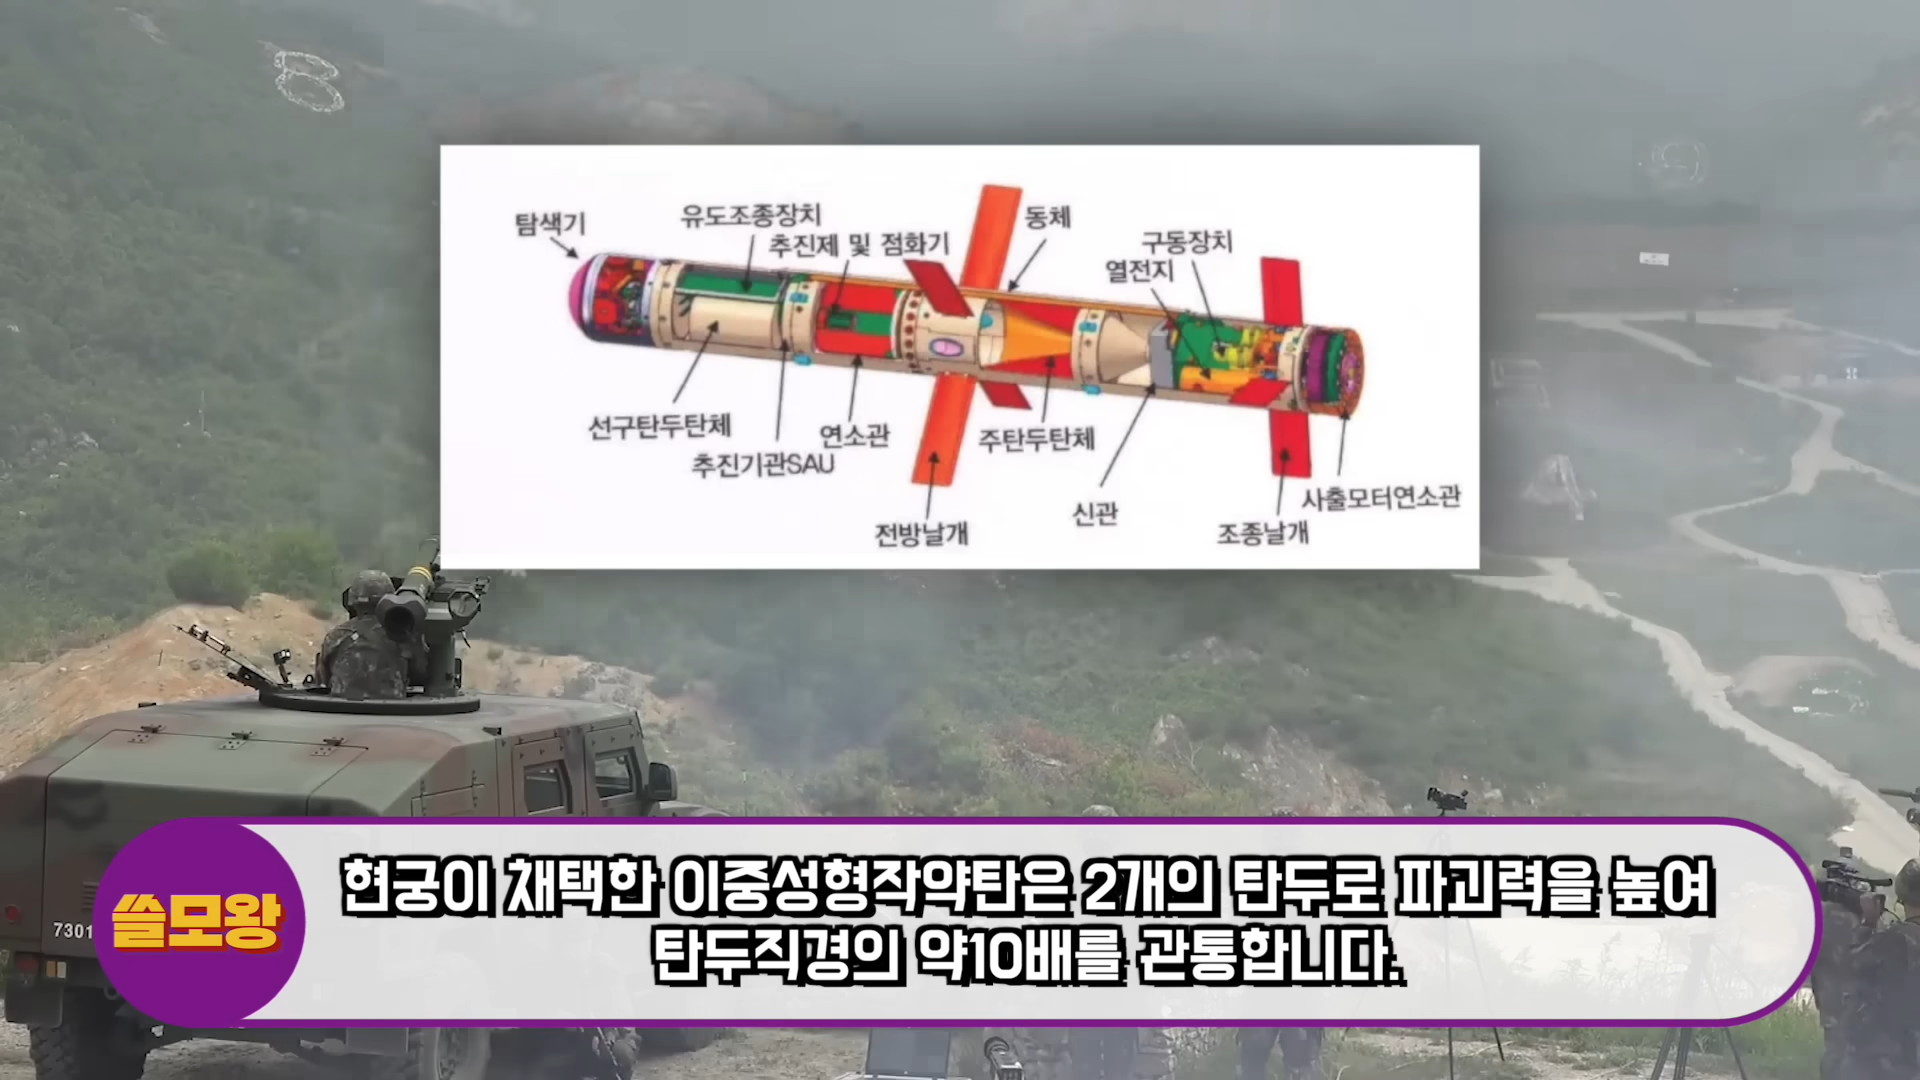 탐색기
유도조종장치
추진제 및 점화기
동체
구동장치
열전지
선구탄두탄체
추진기관SAU
연소관
전방날개
주탄두탄체
신관
조종날개
사출모터연소관
7301
쓸모왕
현궁이 채택한 이중성형작약탄은 2개의 탄두로 파괴력을 높여
탄두직경의 약10배를 관통합니다.